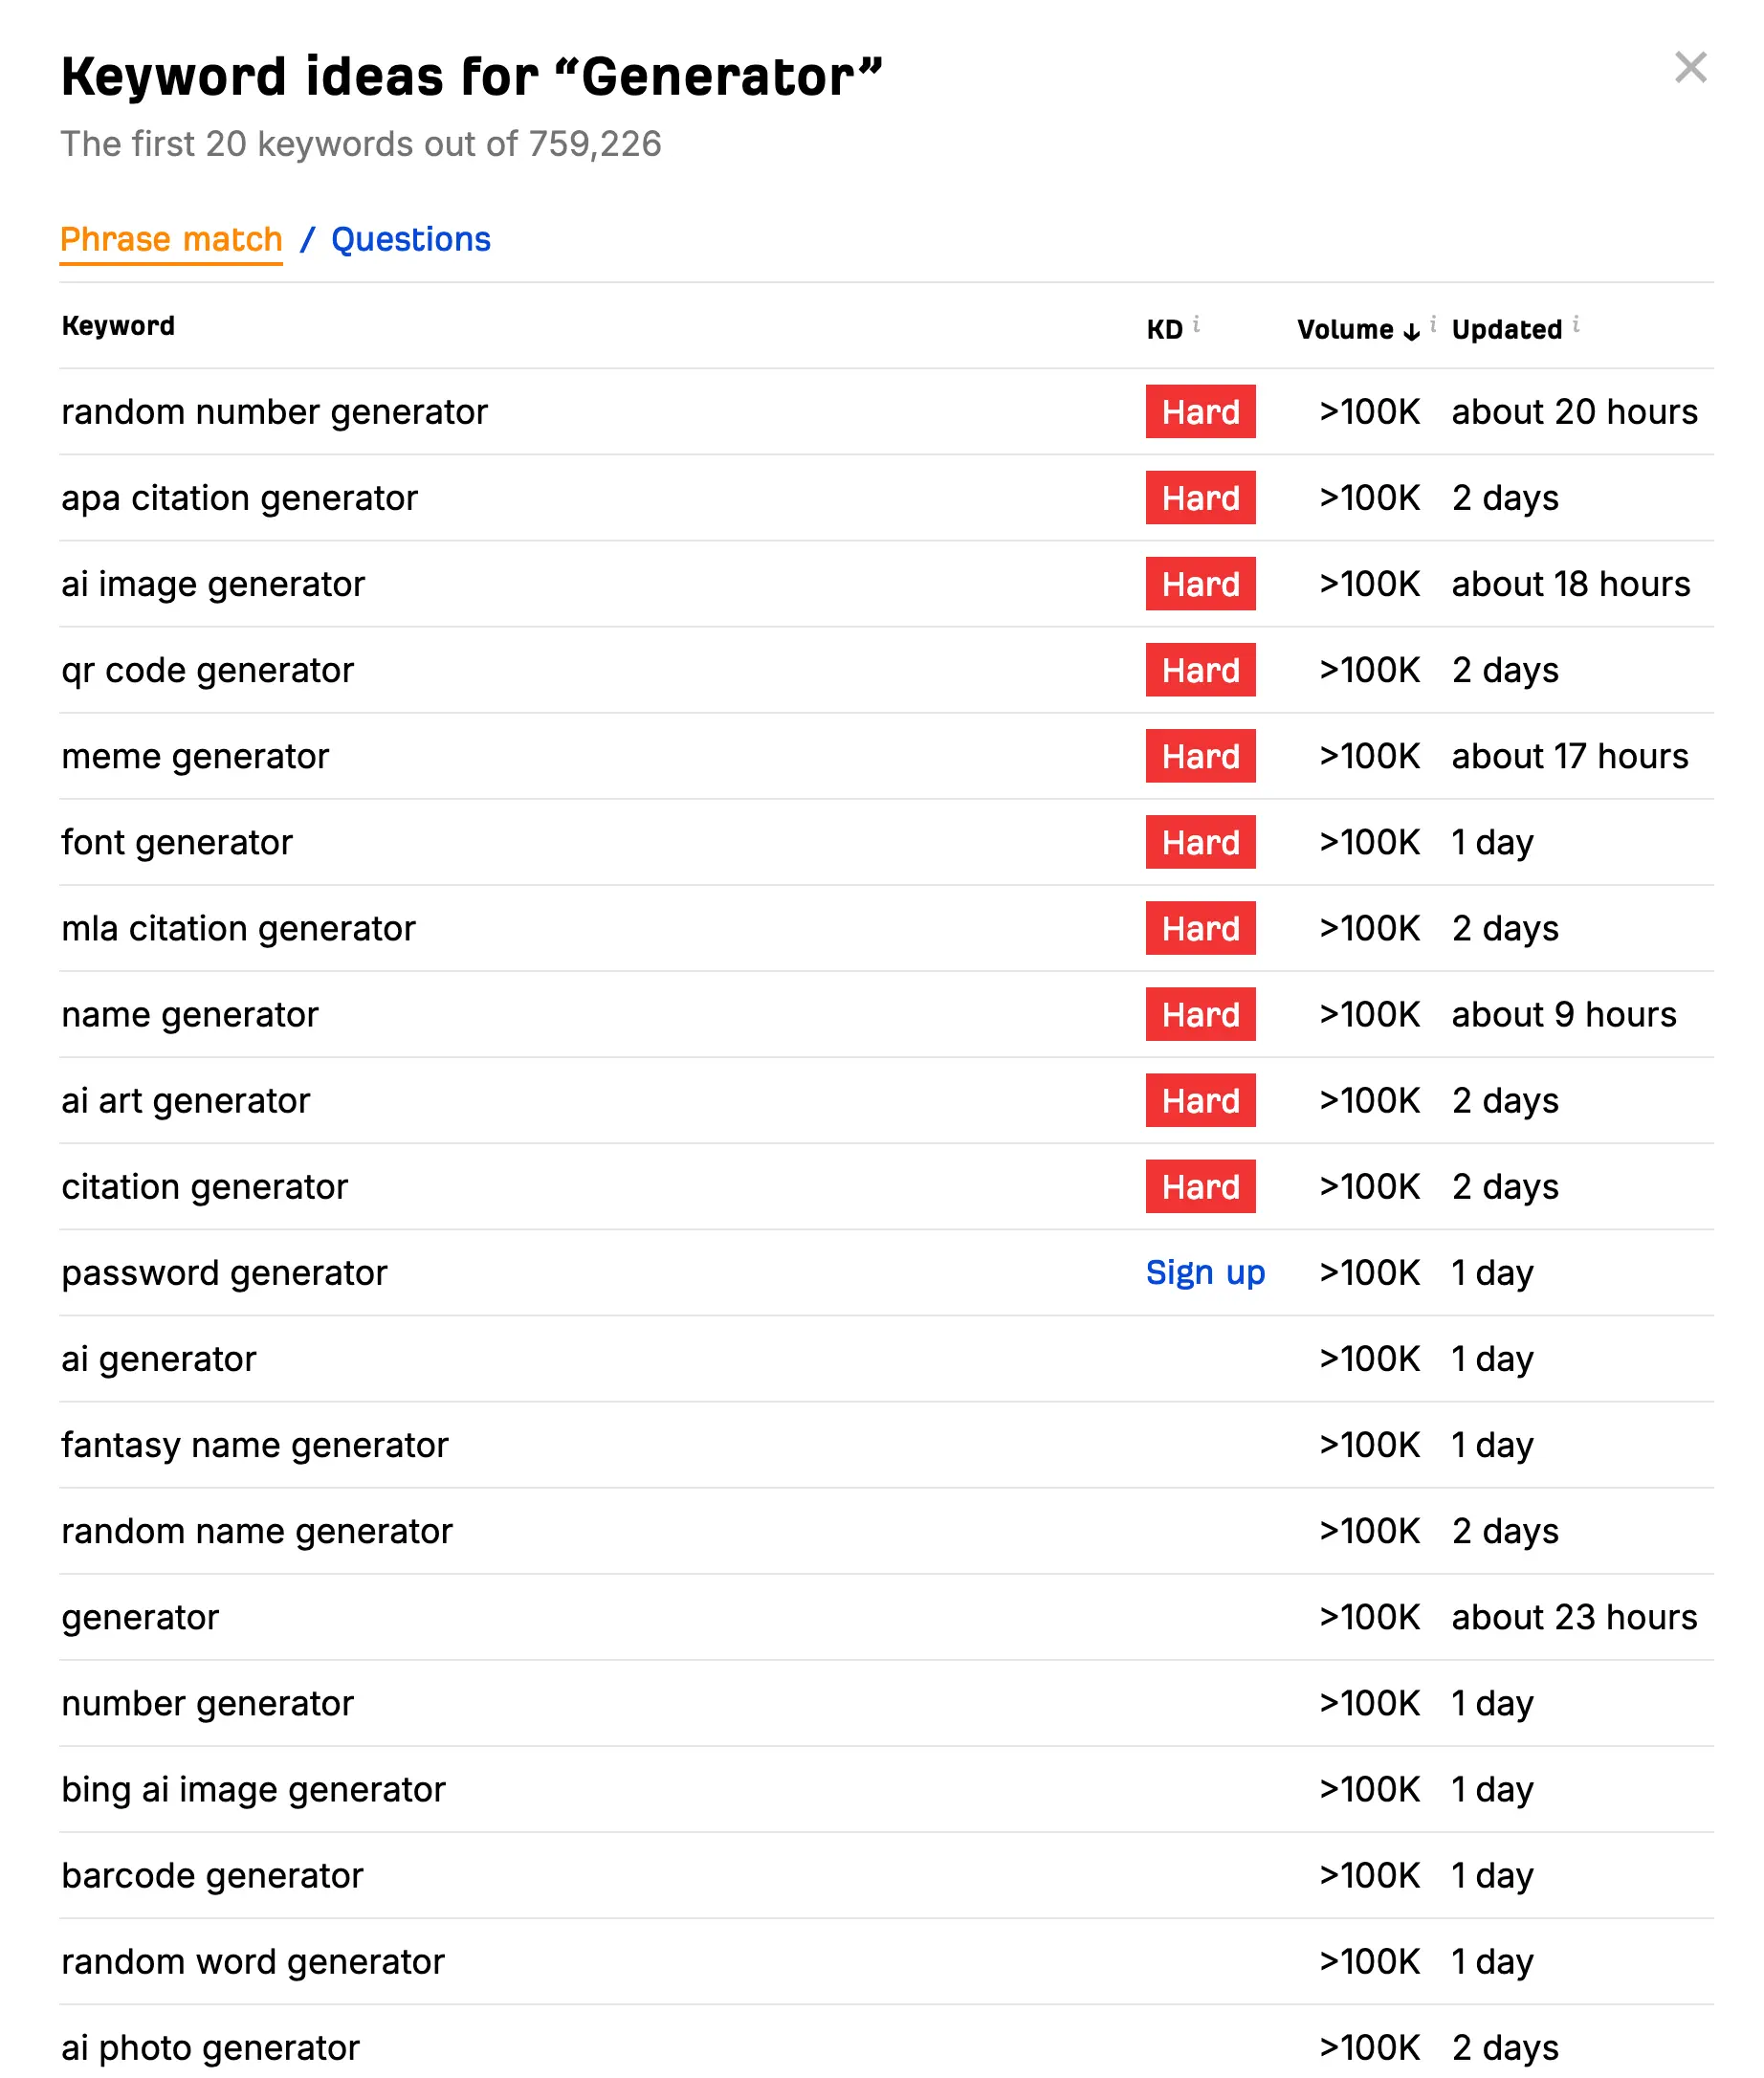 Keyword ideas for “Generator”
The first 20 keywords out of 759,226
Phrase match / Questions
Keyword KD i Volume ↓ i Updated i
random number generator Hard >100K about 20 hours
apa citation generator Hard >100K 2 days
ai image generator Hard >100K about 18 hours
qr code generator Hard >100K 2 days
meme generator Hard >100K about 17 hours
font generator Hard >100K 1 day
mla citation generator Hard >100K 2 days
name generator Hard >100K about 9 hours
ai art generator Hard >100K 2 days
citation generator Hard >100K 2 days
password generator Sign up >100K 1 day
ai generator >100K 1 day
fantasy name generator >100K 1 day
random name generator >100K 2 days
generator >100K about 23 hours
number generator >100K 1 day
bing ai image generator >100K 1 day
barcode generator >100K 1 day
random word generator >100K 1 day
ai photo generator >100K 2 days